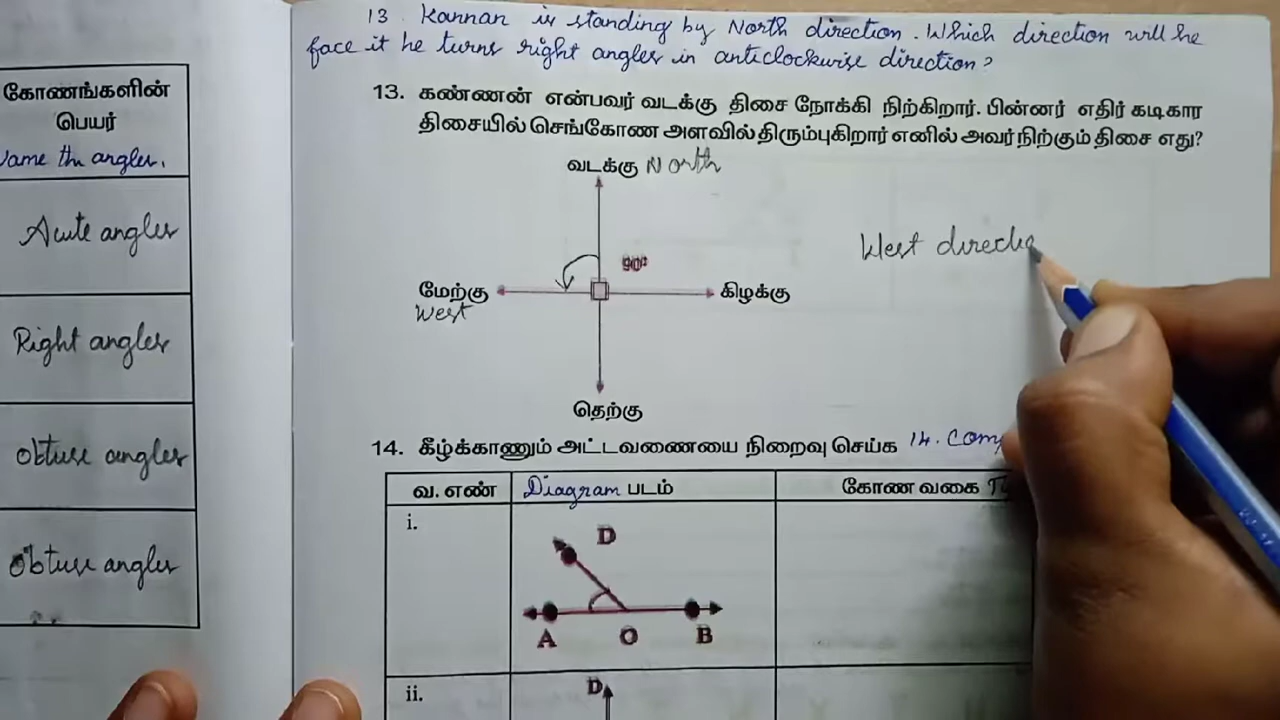 கோணங்களின்
பெயர்
Name the angles.
Acute angles
Right angles
Obtuse angles
Obtuse angles
13. Kannan is standing by North direction. Which direction will he
face it he turns right angles in anticlockwise direction?
13. கண்ணன் என்பவர் வடக்கு திசை நோக்கி நிற்கிறார். பின்னர் எதிர் கடிகார
திசையில் செங்கோண அளவில் திரும்புகிறார் எனில் அவர் நிற்கும் திசை எது?
வடக்கு North
90°
மேற்கு
West
கிழக்கு
தெற்கு
West directio
14. கீழ்க்காணும் அட்டவணையை நிறைவு செய்க 14. Comp
வ. எண் Diagram படம் கோண வகை
i.
D
A O B
ii.
D